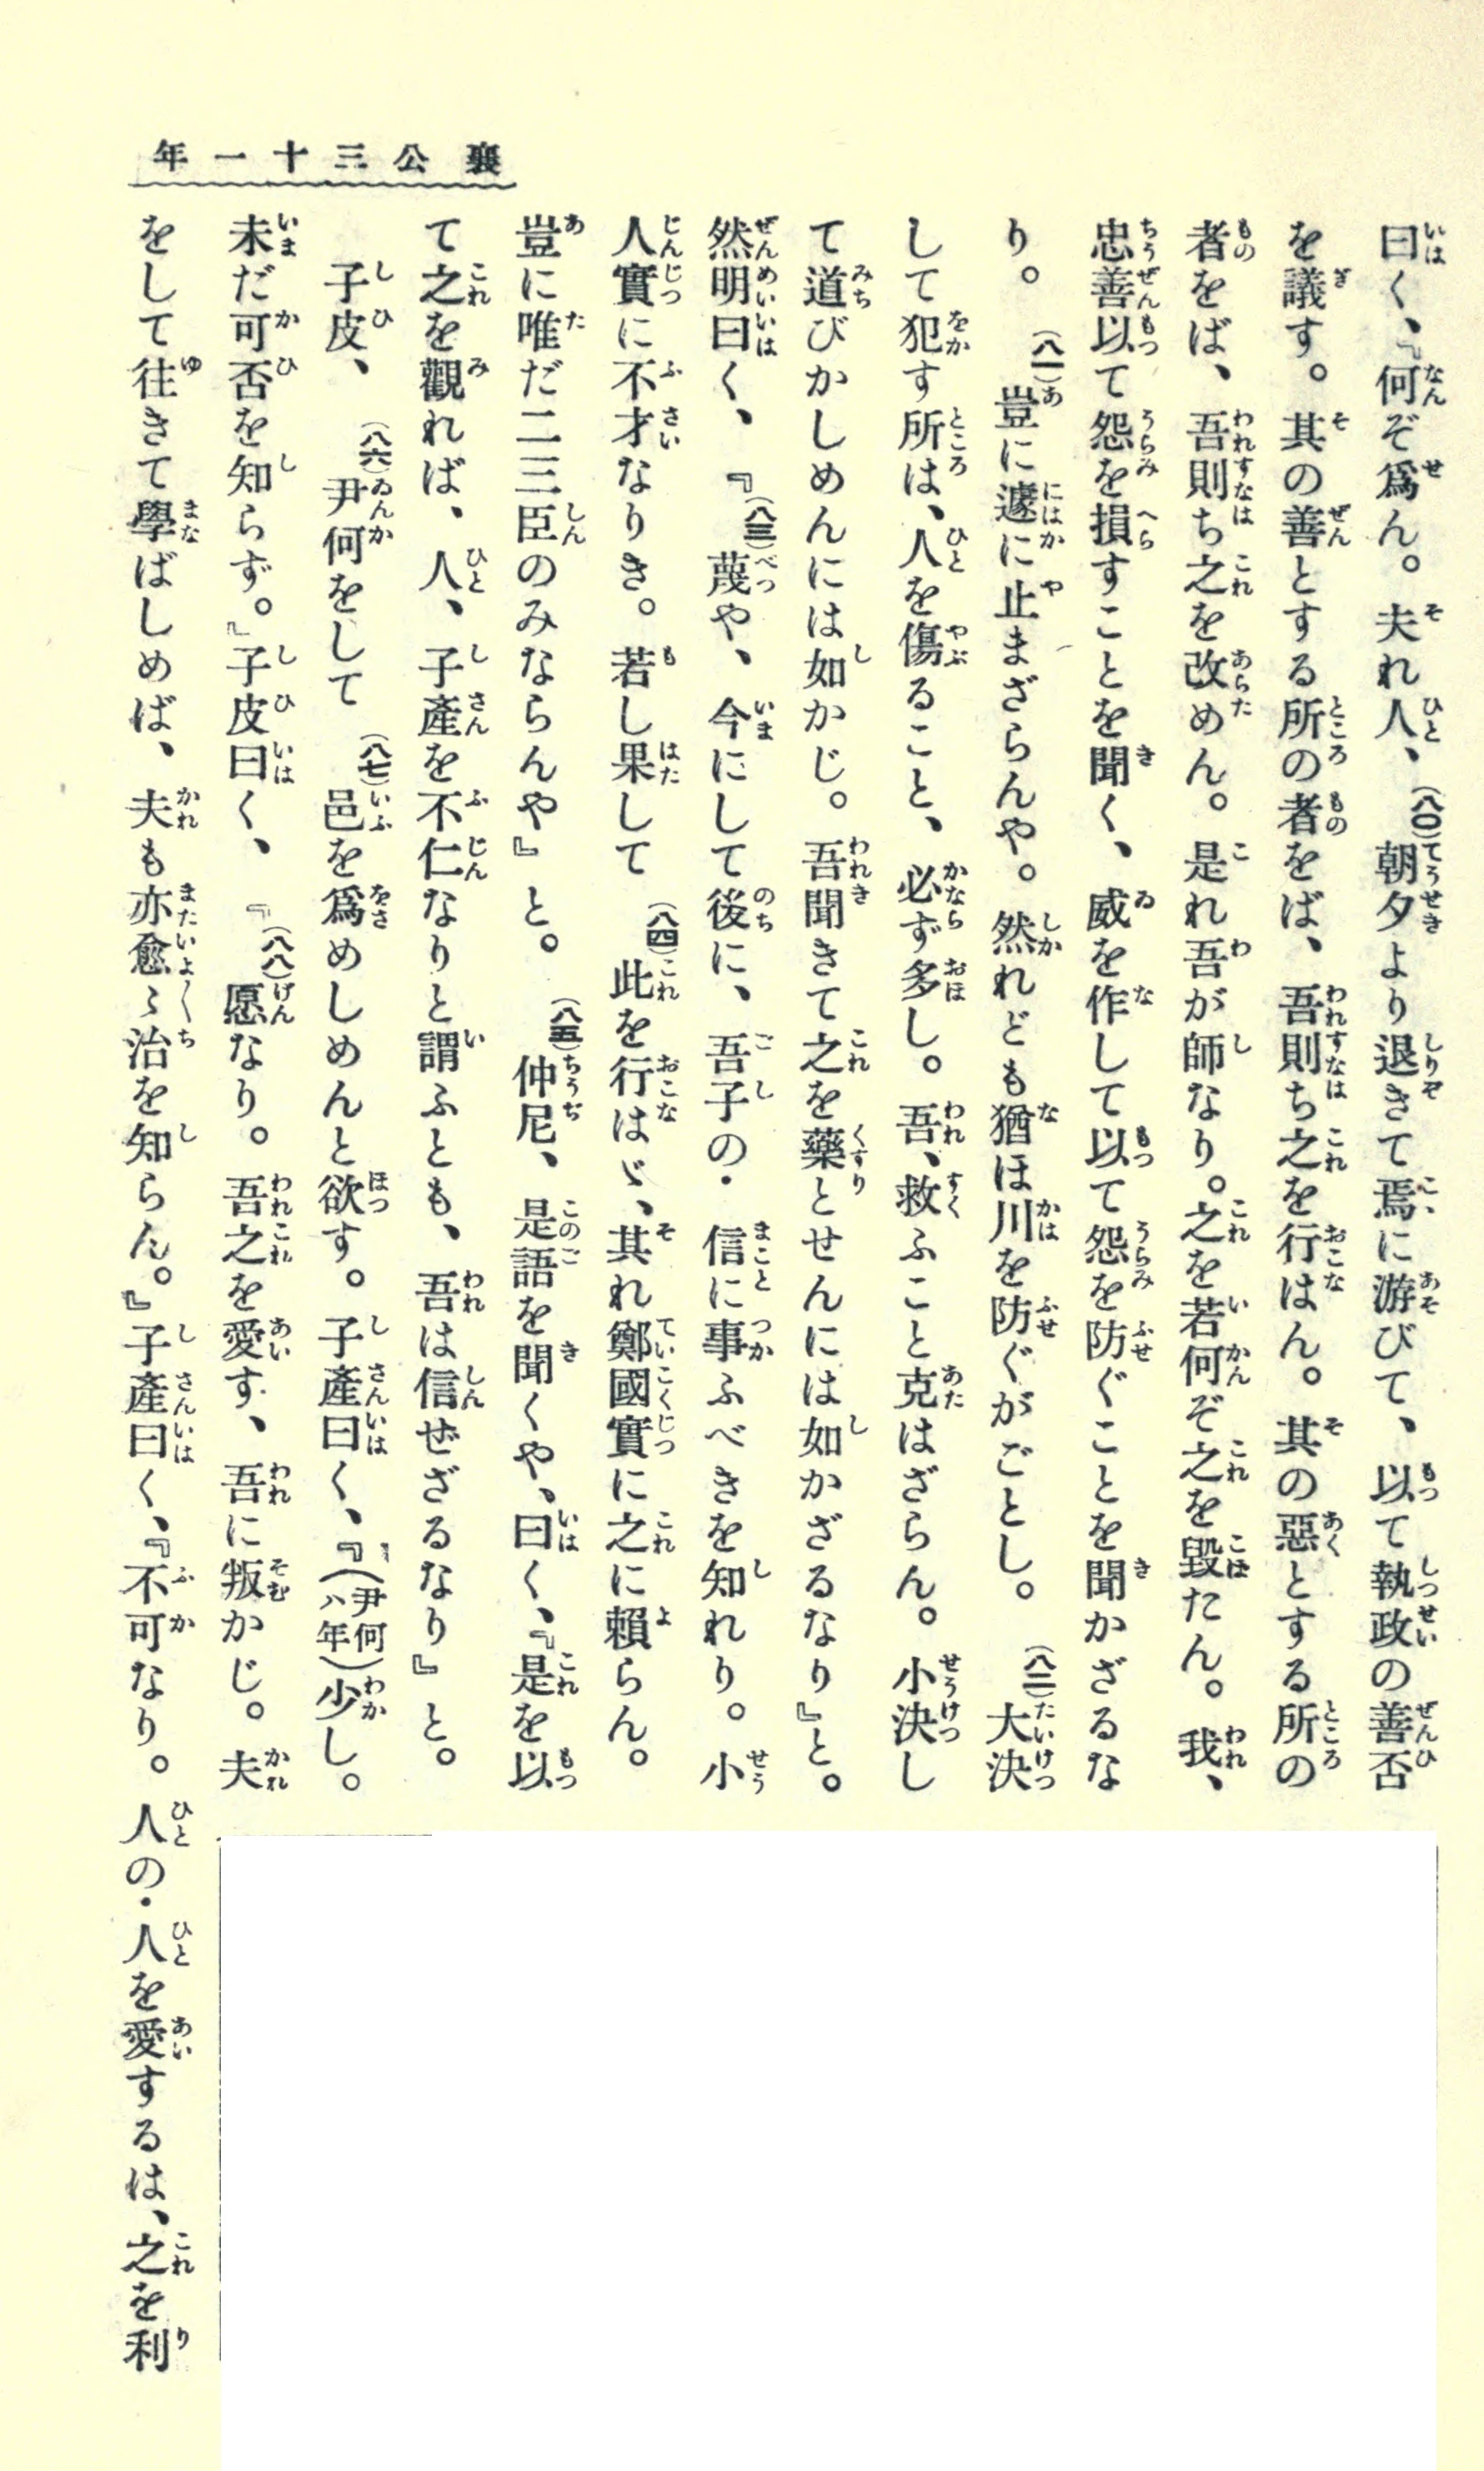 襄公三十一年
曰く、『何ぞ爲ん。夫れ人、（八〇）朝夕より退きて焉に游びて、以て執政の善否
を議す。其の善とする所の者をば、吾則ち之を行はん。其の惡とする所の
者をば、吾則ち之を改めん。是れ吾が師なり。之を若何ぞ之を毀たん。我、
忠善以て怨を損すことを聞く、威を作して以て怨を防ぐことを聞かざるな
り。（八一）豈に遽に止まざらんや。然れども猶ほ川を防ぐがごとし。（八二）大決
して犯す所は、人を傷ること、必ず多し。吾、救ふこと克はざらん。小決し
て道びかしめんには如かじ。吾聞きて之を藥とせんには如かざるなり』と。
然明曰く、『（八三）蔑や、今にして後に、吾子の・信に事ふべきを知れり。小
人實に不才なりき。若し果して（八四）此を行はゞ、其れ鄭國實に之に賴らん。
豈に唯だ二三臣のみならんや』と。（八五）仲尼、是語を聞くや、曰く、『是を以
て之を觀れば、人、子產を不仁なりと謂ふとも、吾は信ぜざるなり』と。
子皮、（八六）尹何をして（八七）邑を爲めしめんと欲す。子產曰く、『（尹何八年）少し。
未だ可否を知らず。』子皮曰く、『（八八）愿なり。吾之を愛す、吾に叛かじ。夫
をして往きて學ばしめば、夫も亦愈〻治を知らん。』子產曰く、『不可なり。人の・人を愛するは、之を利